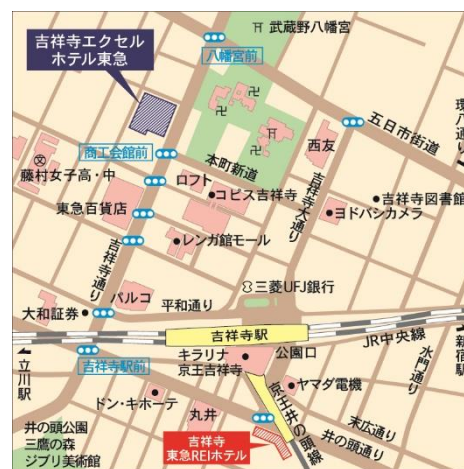 武蔵野八幡宮
吉祥寺エクセル
ホテル東急
八幡宮前
五日市街道
環八通り
商工会館前
本町新道
西友
藤村女子高・中
ロフト
コピス吉祥寺
吉祥寺大通り
吉祥寺図書館
ヨドバシカメラ
東急百貨店
レンガ館モール
吉祥寺通り
三菱UFJ銀行
パルコ
平和通り
大和証券
吉祥寺駅
JR中央線
新宿駅
吉祥寺駅前
キラリナ
京王吉祥寺
公園口
水門通り
立川駅
ヤマダ電機
ドン・キホーテ
京王井の頭線
丸井
末広通り
井の頭通り
井の頭公園
三鷹の森
ジブリ美術館
吉祥寺
東急REIホテル